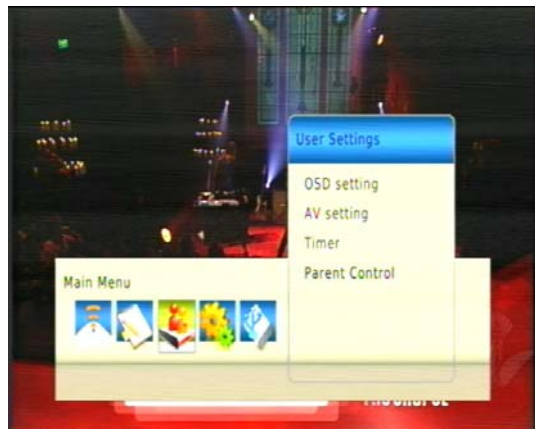 User Settings
OSD setting
AV setting
Timer
Parent Control
Main Menu